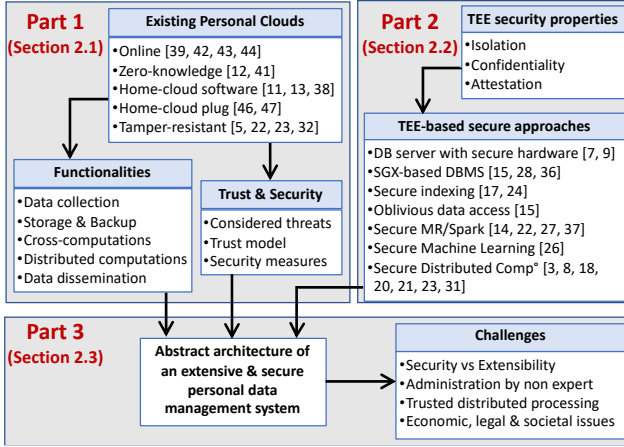 Part 1
(Section 2.1)
Existing Personal Clouds
•Online [39, 42, 43, 44]
•Zero-knowledge [12, 41]
•Home-cloud software [11, 13, 38]
•Home-cloud plug [46, 47]
•Tamper-resistant [5, 22, 23, 32]
Functionalities
•Data collection
•Storage & Backup
•Cross-computations
•Distributed computations
•Data dissemination
Trust & Security
•Considered threats
•Trust model
•Security measures
Part 2
(Section 2.2)
TEE security properties
•Isolation
•Confidentiality
•Attestation
TEE-based secure approaches
•DB server with secure hardware [7, 9]
•SGX-based DBMS [15, 28, 36]
•Secure indexing [17, 24]
•Oblivious data access [15]
•Secure MR/Spark [14, 22, 27, 37]
•Secure Machine Learning [26]
•Secure Distributed Comp° [3, 8, 18,
20, 21, 23, 31]
Part 3
(Section 2.3)
Abstract architecture of
an extensive & secure
personal data
management system
Challenges
•Security vs Extensibility
•Administration by non expert
•Trusted distributed processing
•Economic, legal & societal issues